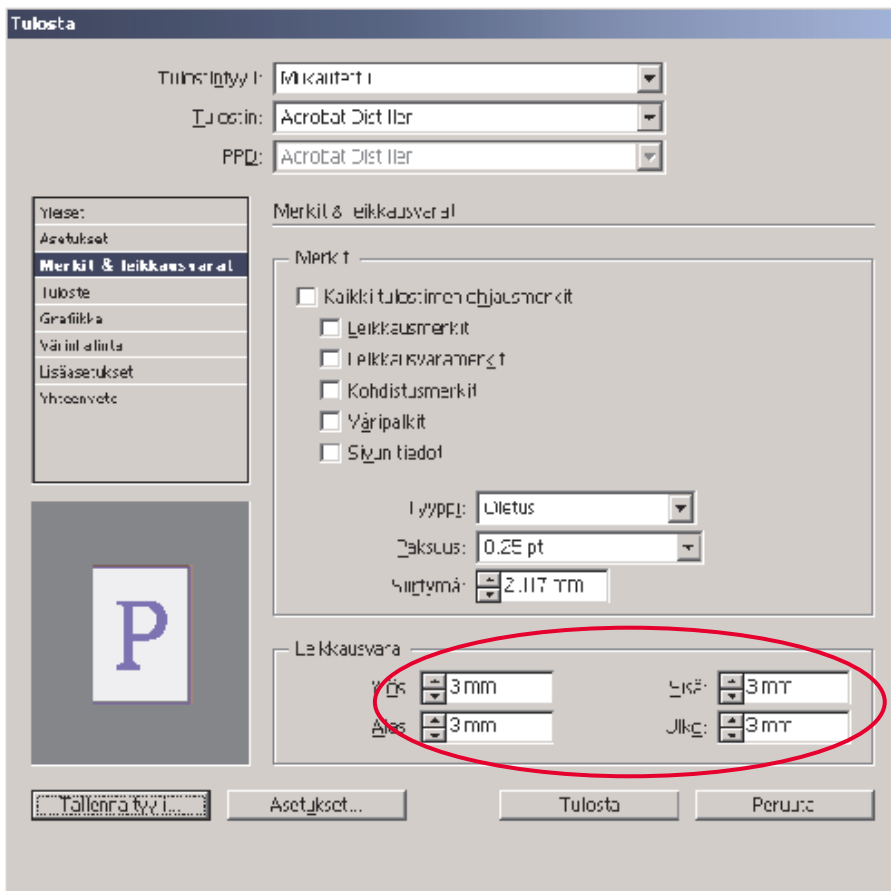 Tulosta
Tulostintyyli: Mukautettu
Tulostin: Acrobat Distiller
PPD: Acrobat Distiller
Yleiset
Asetukset
Merkit & leikkausvarat
Tuloste
Grafiikka
Värinhallinta
Lisäasetukset
Yhteenveto
Merkit & leikkausvarat
Merkit
Kaikki tulostimen ohjausmerkit
Leikkausmerkit
Leikkausvaramerkit
Kohdistusmerkit
Väripalkit
Sivun tiedot
Tyyppi: Oletus
Paksuus: 0.25 pt
Siirtymä: 2.117 mm
P
Leikkausvara
Ylös 3 mm Sisä: 3 mm
Alas 3 mm Ulko: 3 mm
Tallenna tyyli... Asetukset... Tulosta Peruuta